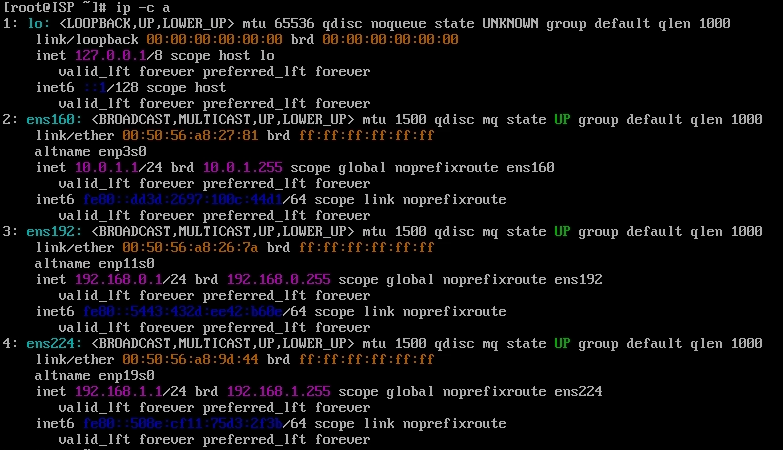 [root@ISP ~]# ip -c a
1: lo: <LOOPBACK,UP,LOWER_UP> mtu 65536 qdisc noqueue state UNKNOWN group default qlen 1000
link/loopback 00:00:00:00:00:00 brd 00:00:00:00:00:00
inet 127.0.0.1/8 scope host lo
valid_lft forever preferred_lft forever
inet6 ::1/128 scope host
valid_lft forever preferred_lft forever
2: ens160: <BROADCAST,MULTICAST,UP,LOWER_UP> mtu 1500 qdisc mq state UP group default qlen 1000
link/ether 00:50:56:a8:27:81 brd ff:ff:ff:ff:ff:ff
altname enp3s0
inet 10.0.1.1/24 brd 10.0.1.255 scope global noprefixroute ens160
valid_lft forever preferred_lft forever
inet6 fe80::dd3d:2697:180c:44d1/64 scope link noprefixroute
valid_lft forever preferred_lft forever
3: ens192: <BROADCAST,MULTICAST,UP,LOWER_UP> mtu 1500 qdisc mq state UP group default qlen 1000
link/ether 00:50:56:a8:26:7a brd ff:ff:ff:ff:ff:ff
altname enp11s0
inet 192.168.0.1/24 brd 192.168.0.255 scope global noprefixroute ens192
valid_lft forever preferred_lft forever
inet6 fe80::5443:432d:ee42:b60e/64 scope link noprefixroute
valid_lft forever preferred_lft forever
4: ens224: <BROADCAST,MULTICAST,UP,LOWER_UP> mtu 1500 qdisc mq state UP group default qlen 1000
link/ether 00:50:56:a8:9d:44 brd ff:ff:ff:ff:ff:ff
altname enp19s0
inet 192.168.1.1/24 brd 192.168.1.255 scope global noprefixroute ens224
valid_lft forever preferred_lft forever
inet6 fe80::500e:cf11:75d3:2f3b/64 scope link noprefixroute
valid_lft forever preferred_lft forever